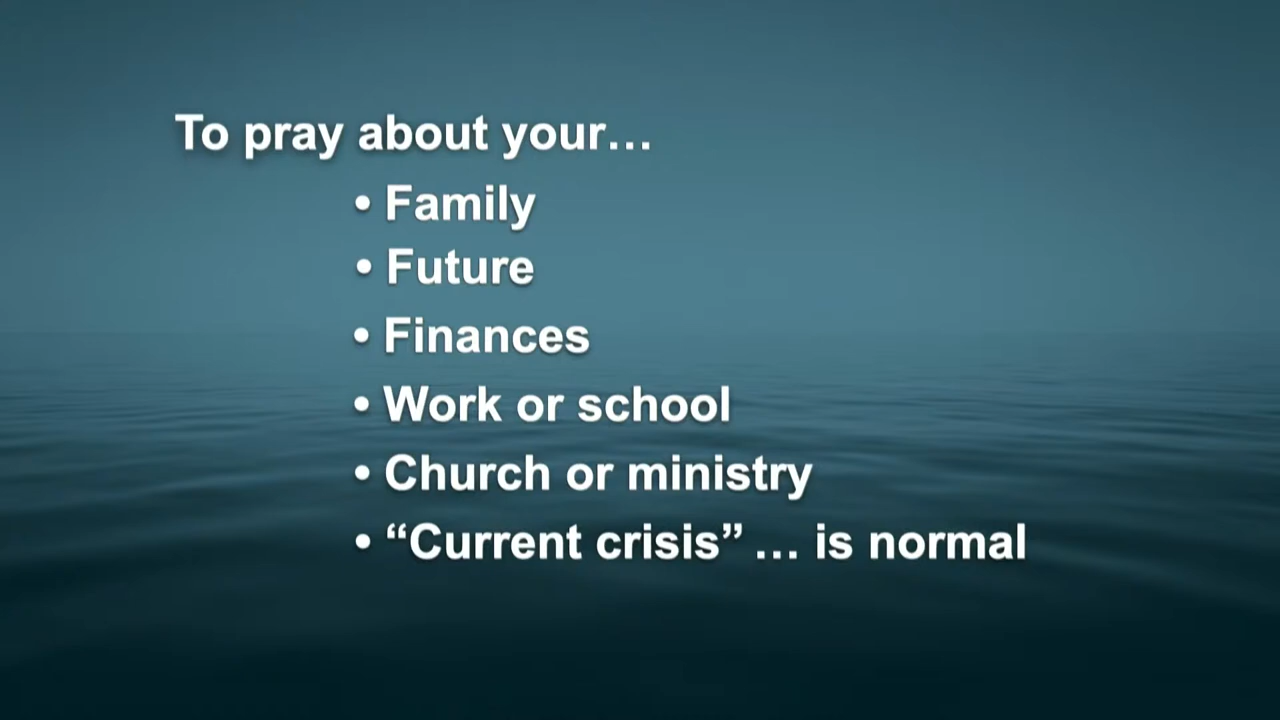 To pray about your…
• Family
• Future
• Finances
• Work or school
• Church or ministry
• “Current crisis” … is normal